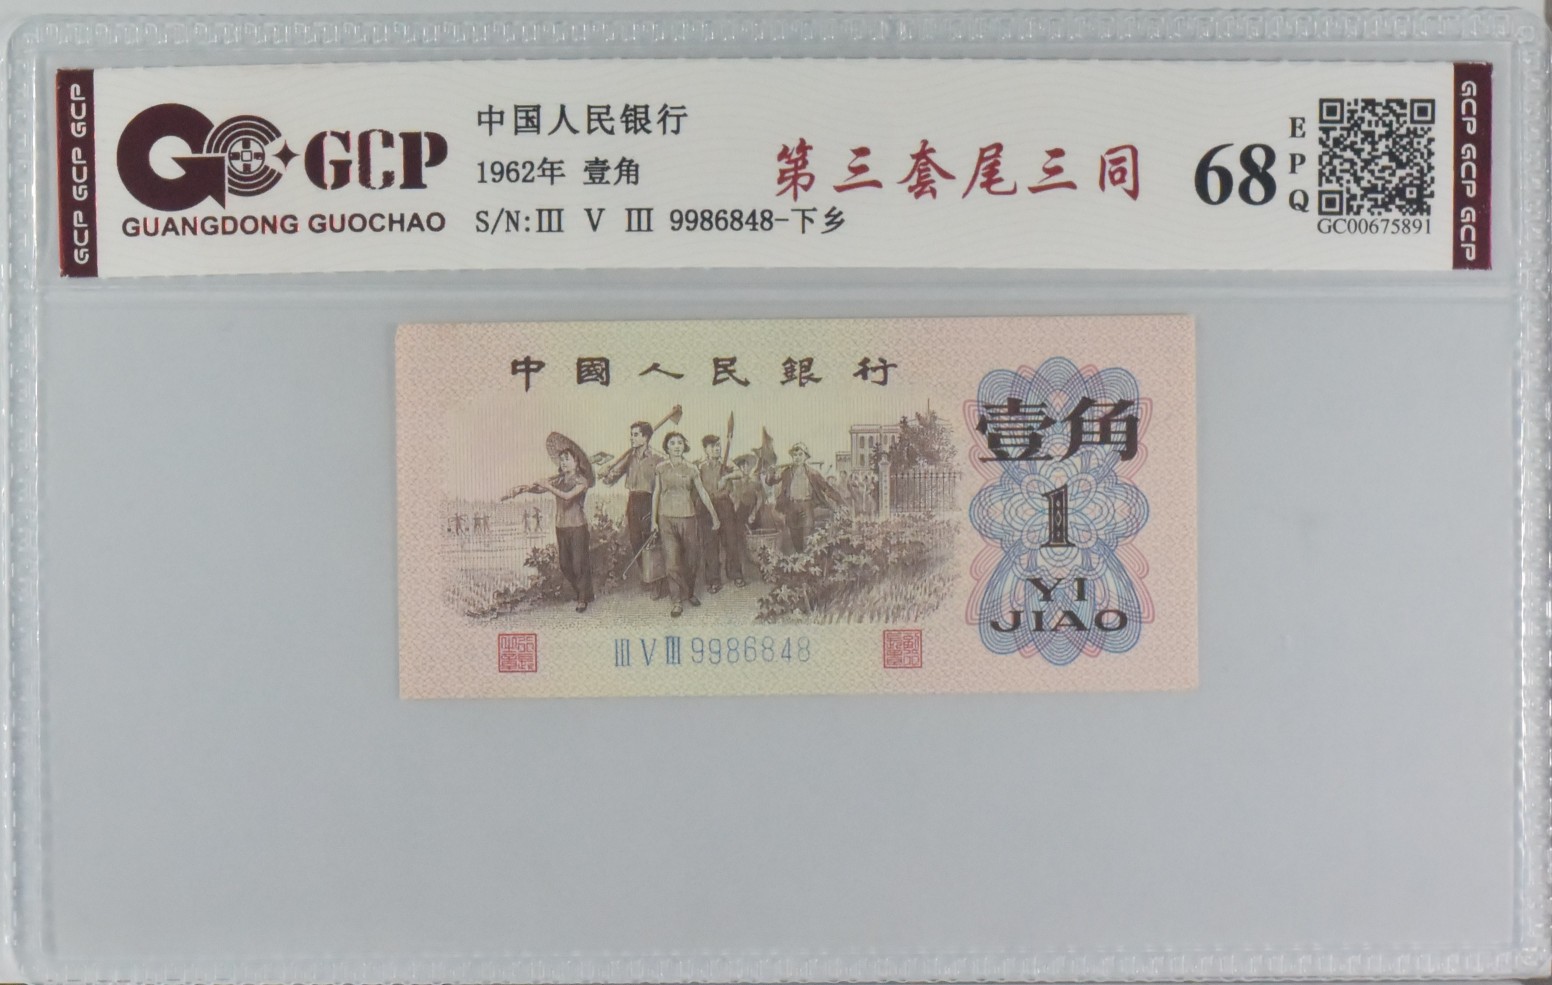 GCP GCP GCP
GCP
GUANGDONG GUOCHAO
中国人民银行
1962年 壹角
S/N:III V III 9986848-下乡
第三套尾三同
68
EPQ
GC00675891
GCP GCP GCP
中國人民銀行
壹角
1
YI
JIAO
III V III 9986848